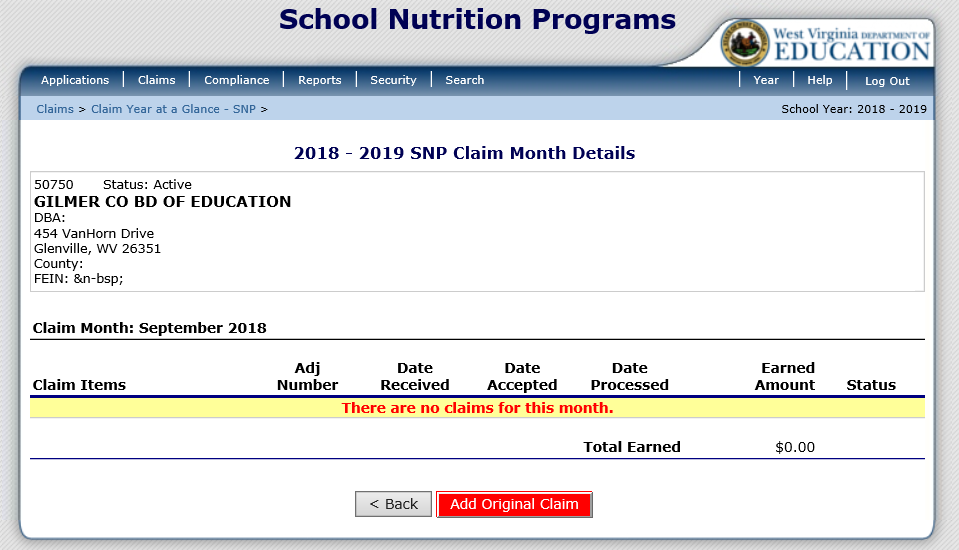 School Nutrition Programs
West Virginia DEPARTMENT OF
EDUCATION
Applications Claims Compliance Reports Security Search Year Help Log Out
Claims > Claim Year at a Glance - SNP > School Year: 2018 - 2019
2018 - 2019 SNP Claim Month Details
50750 Status: Active
GILMER CO BD OF EDUCATION
DBA:
454 VanHorn Drive
Glenville, WV 26351
County:
FEIN: &n-bsp;
Claim Month: September 2018
Adj Date Date Date Earned
Claim Items Number Received Accepted Processed Amount Status
There are no claims for this month.
Total Earned $0.00
< Back Add Original Claim